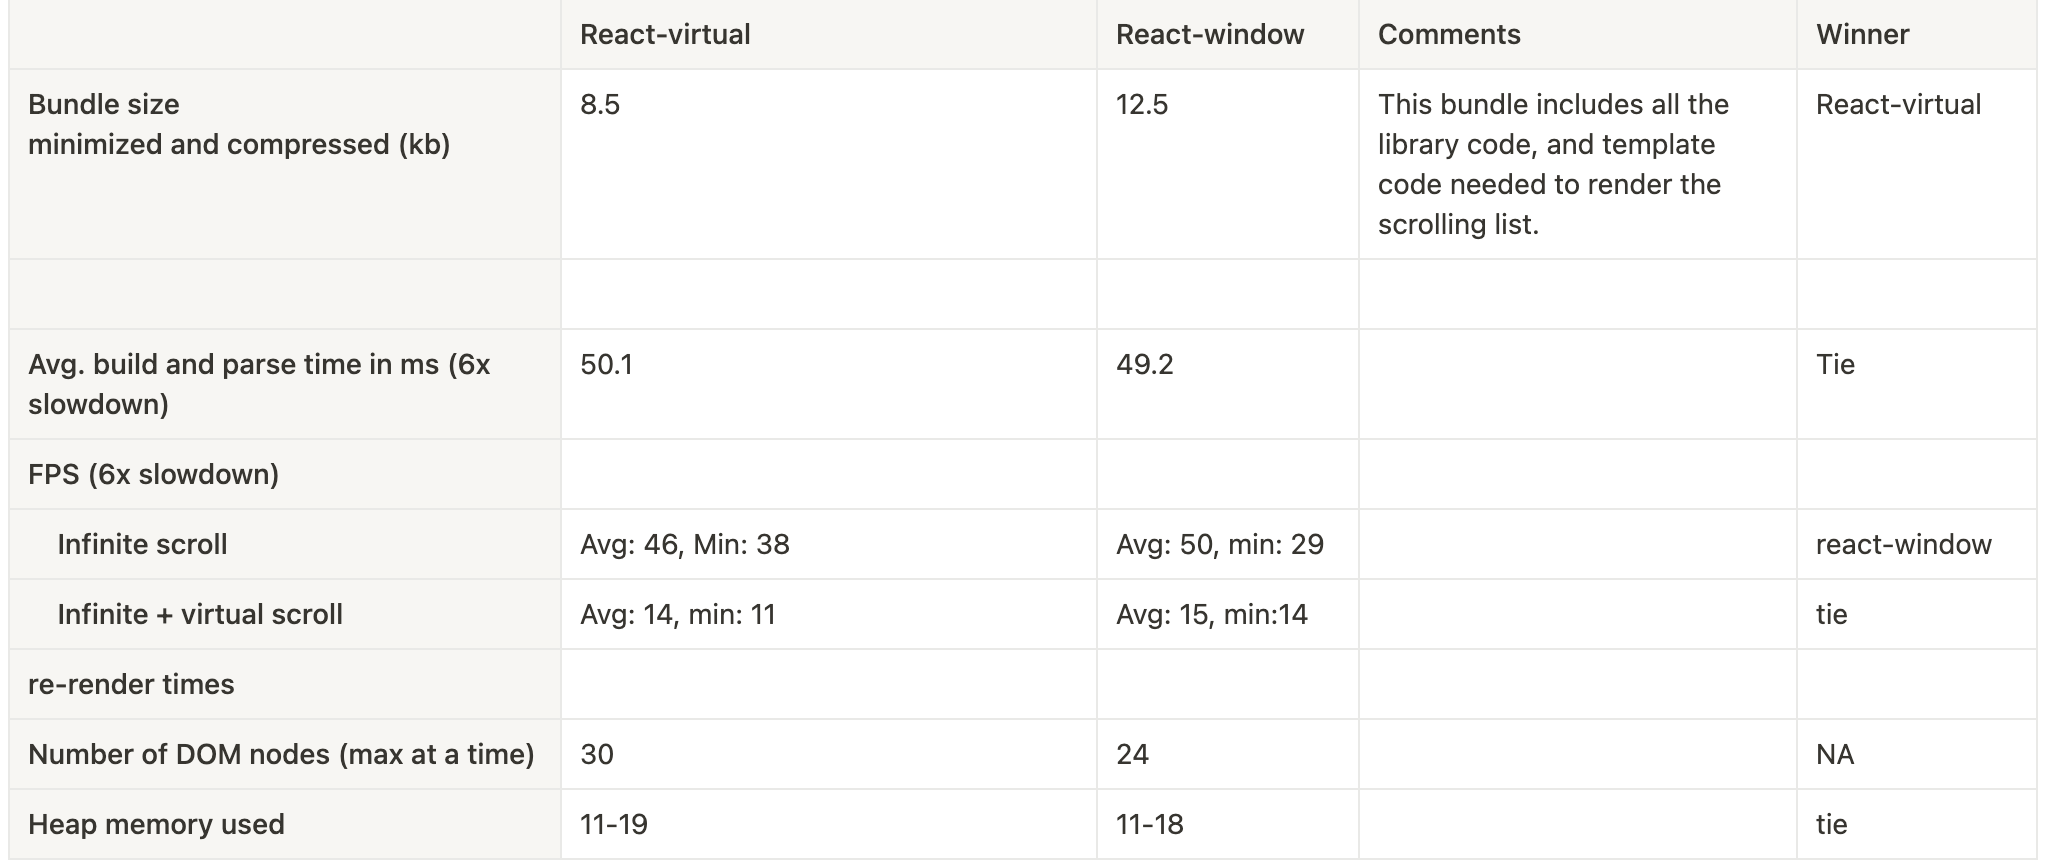 React-virtual React-window Comments Winner
Bundle size 8.5 12.5 This bundle includes all the React-virtual
minimized and compressed (kb) library code, and template
code needed to render the
scrolling list.
Avg. build and parse time in ms (6x 50.1 49.2 Tie
slowdown)
FPS (6x slowdown)
Infinite scroll Avg: 46, Min: 38 Avg: 50, min: 29 react-window
Infinite + virtual scroll Avg: 14, min: 11 Avg: 15, min:14 tie
re-render times
Number of DOM nodes (max at a time) 30 24 NA
Heap memory used 11-19 11-18 tie